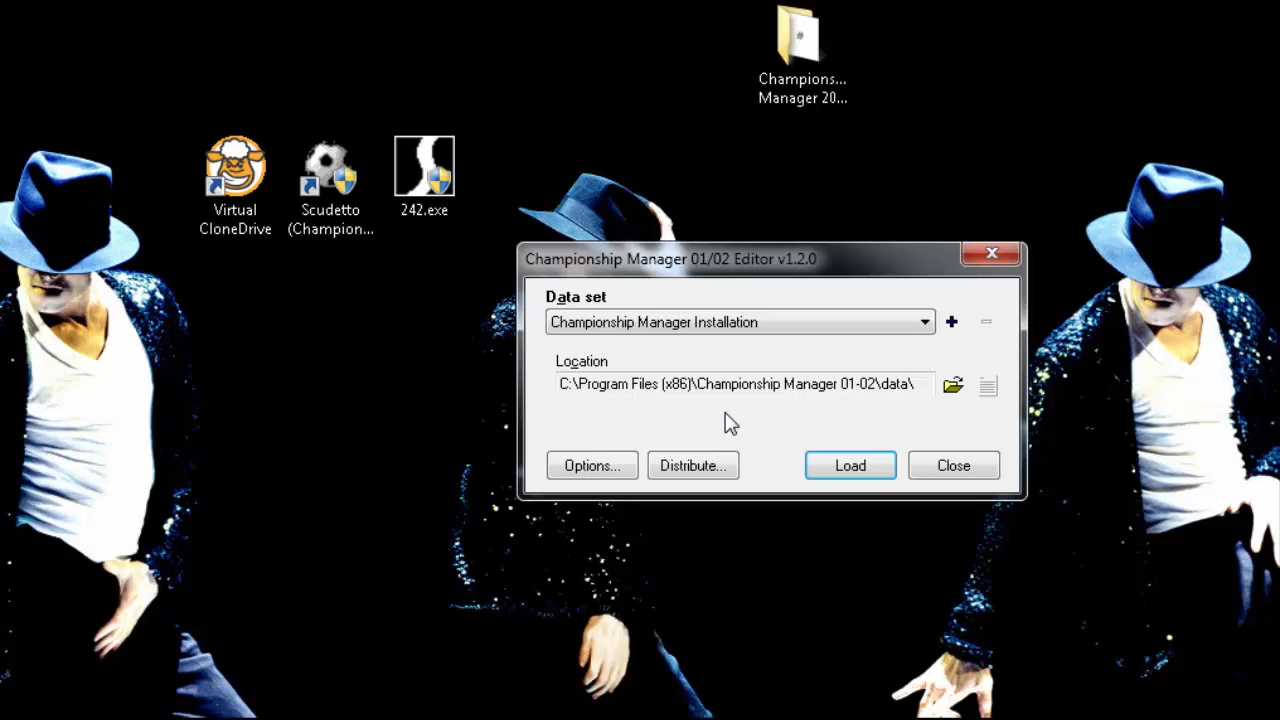 Champions...
Manager 20...
Virtual
CloneDrive
Scudetto
(Champion...
242.exe
Championship Manager 01/02 Editor v1.2.0
Data set
Championship Manager Installation
Location
C:\Program Files (x86)\Championship Manager 01-02\data\
Options... Distribute... Load Close